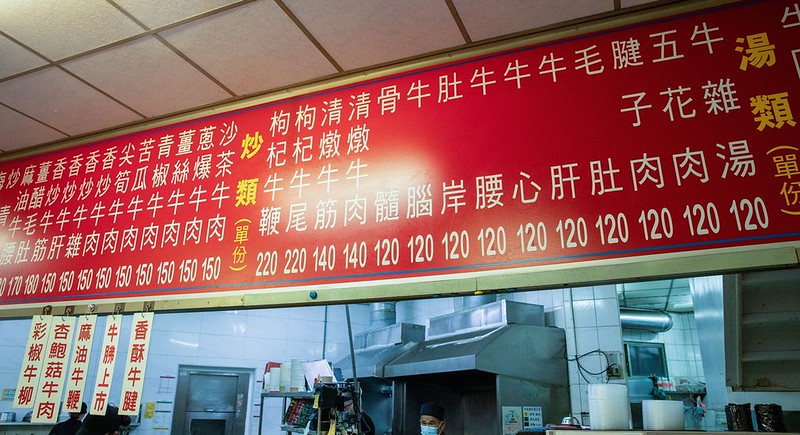 湯類(單份)
牛雜湯 120
五花肉 120
腱子肉 120
毛肚 120
牛肝 120
牛心 120
牛腰 120
肚岸 120
牛腦 120
骨髓 120
清燉牛肉 140
清燉牛筋 140
枸杞牛尾 220
枸杞牛鞭 220
炒類(單份)
沙茶牛肉 150
蔥爆牛肉 150
薑絲牛肉 150
青椒牛肉 150
苦瓜牛肉 150
尖筍牛肉 150
香炒牛雜 150
香炒牛肝 150
香炒牛筋 150
香酥牛腱
上市
麻油牛鞭
杏鮑菇牛肉
彩椒牛柳